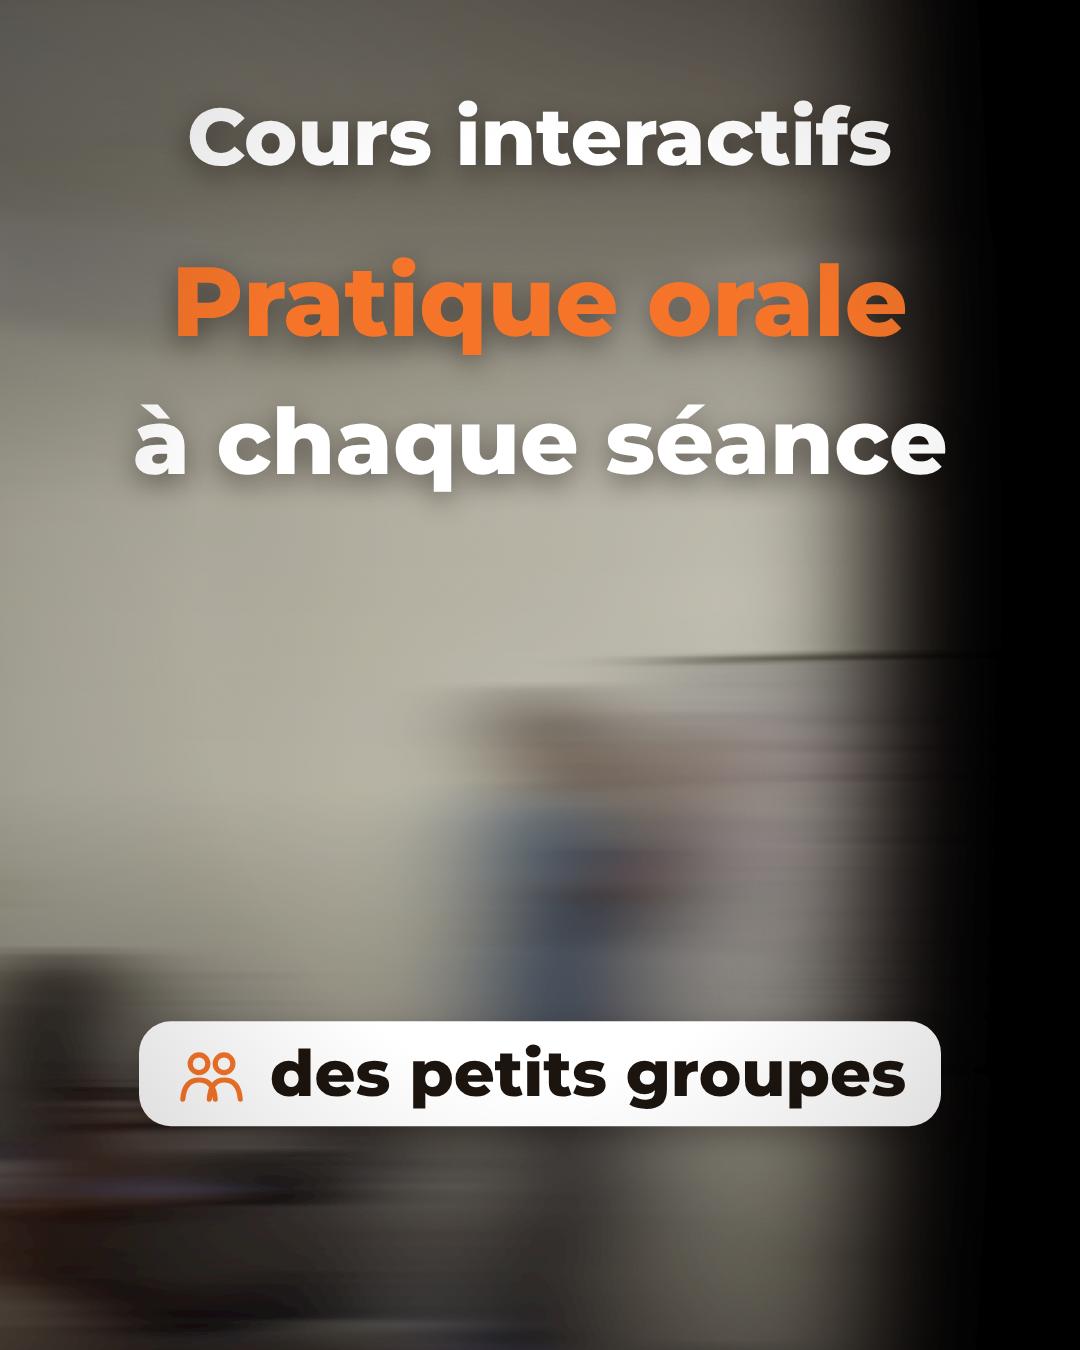 Cours interactifs
Pratique orale
à chaque séance
des petits groupes